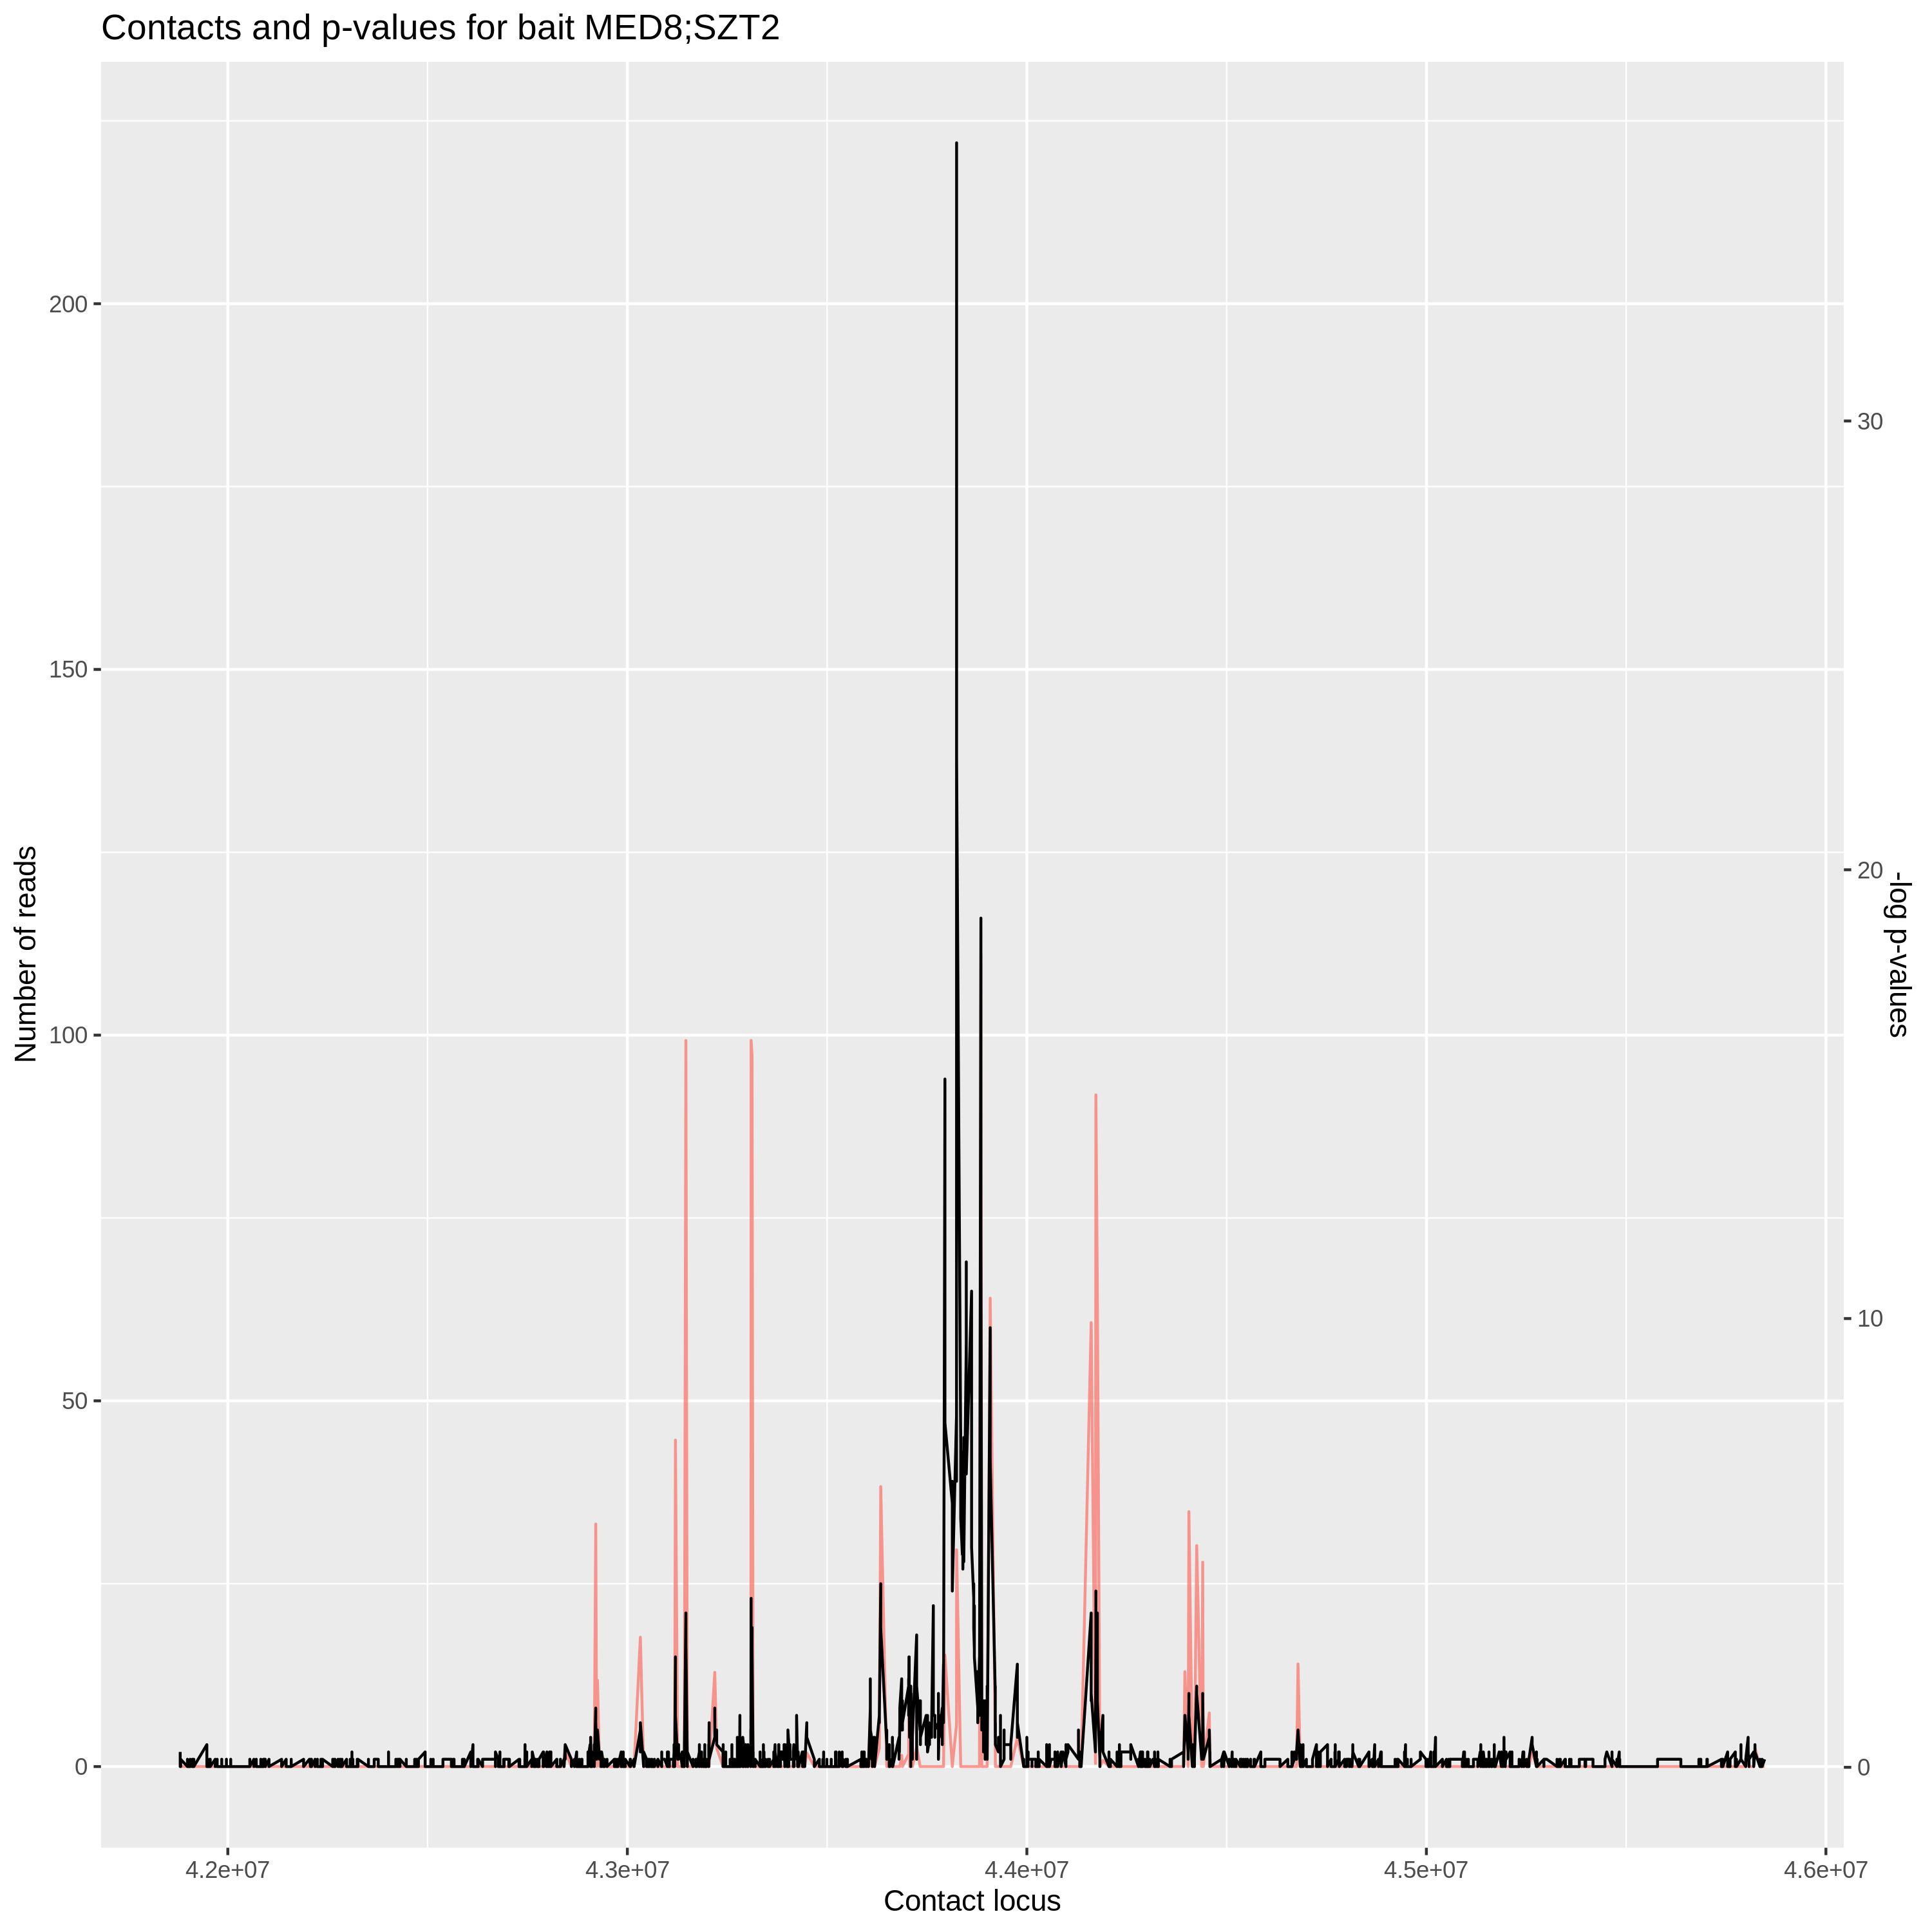 Contacts and p-values for bait MED8;SZT2
Number of reads
200
150
100
50
0
30
20
10
0
-log p-values
4.2e+07
4.3e+07
4.4e+07
4.5e+07
4.6e+07
Contact locus